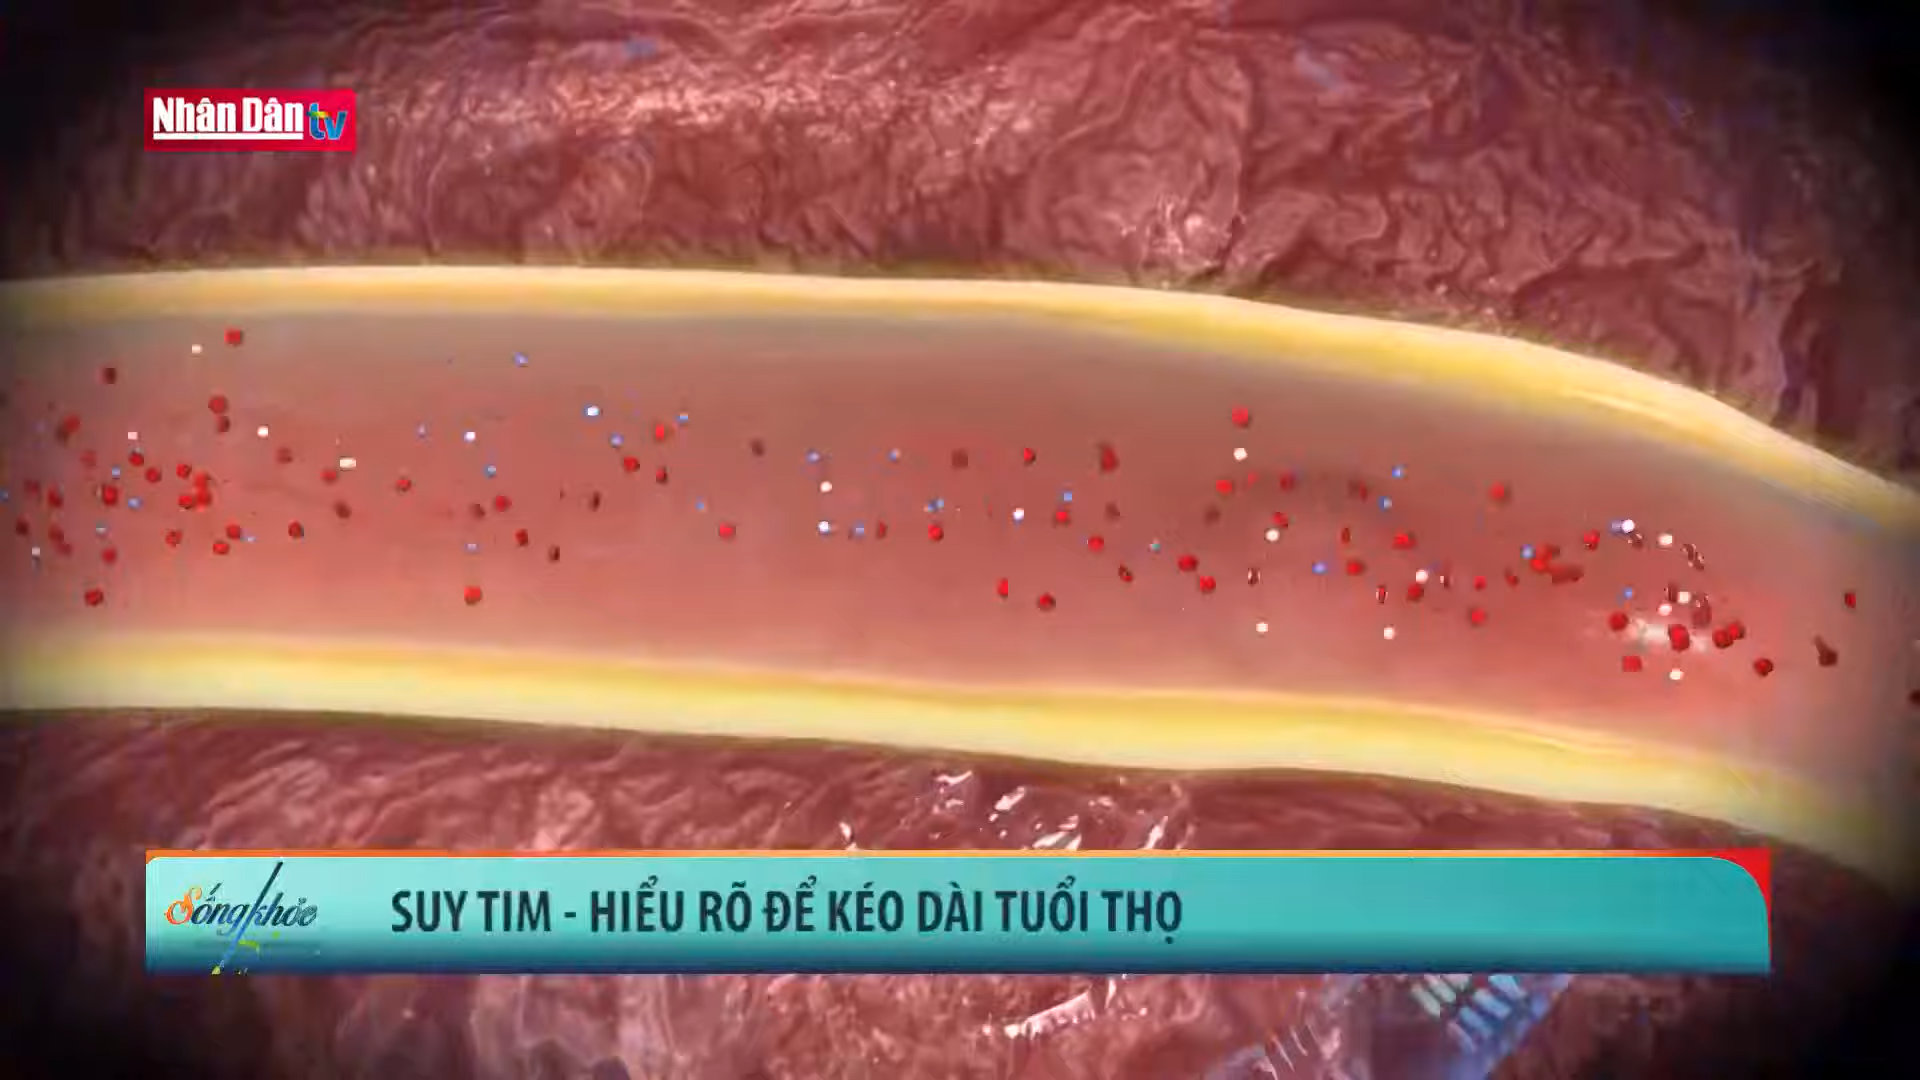 Nhân Dân tv
Sống khỏe
SUY TIM - HIỂU RÕ ĐỂ KÉO DÀI TUỔI THỌ